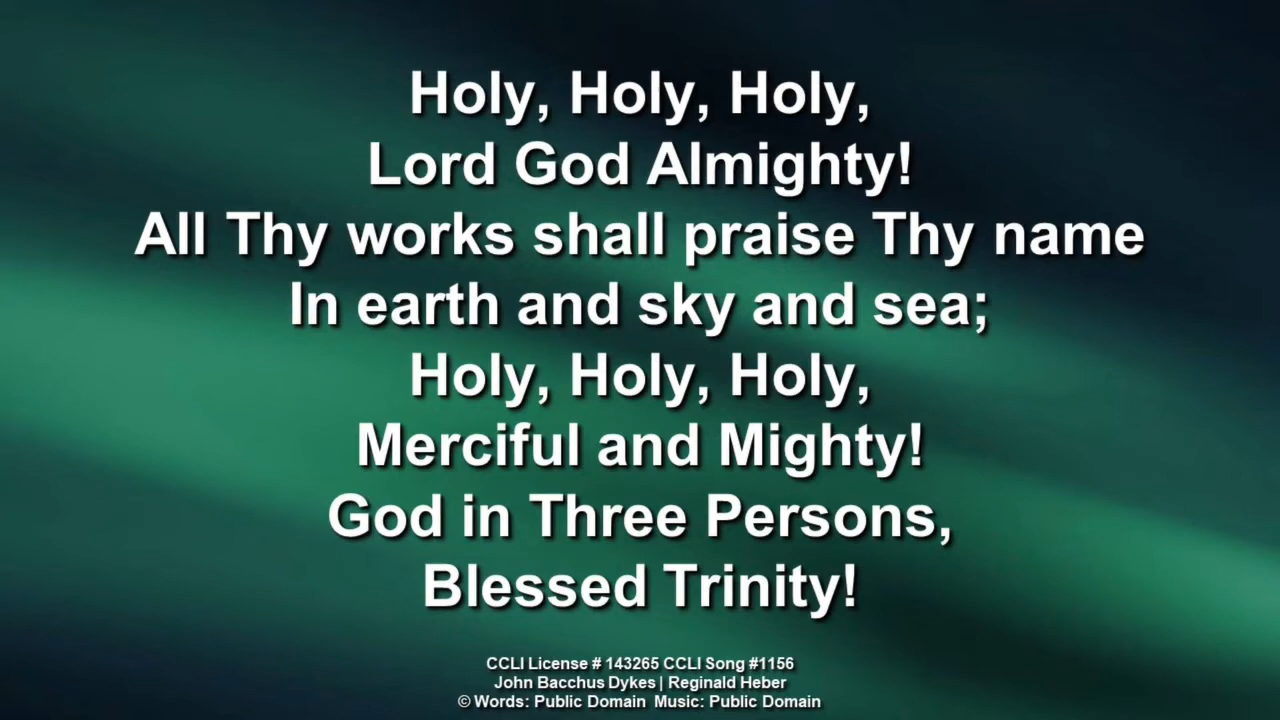 Holy, Holy, Holy,
Lord God Almighty!
All Thy works shall praise Thy name
In earth and sky and sea;
Holy, Holy, Holy,
Merciful and Mighty!
God in Three Persons,
Blessed Trinity!
CCLI License # 143265 CCLI Song #1156
John Bacchus Dykes | Reginald Heber
© Words: Public Domain  Music: Public Domain